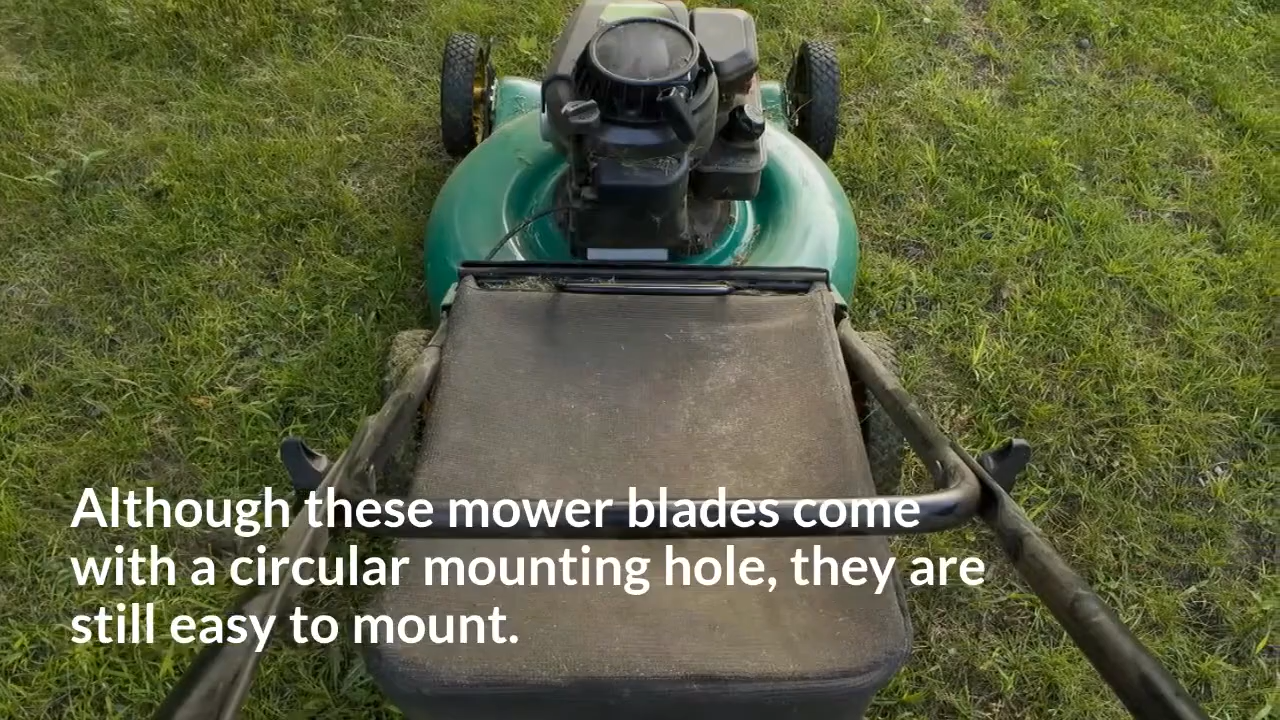 Although these mower blades come
with a circular mounting hole, they are
still easy to mount.